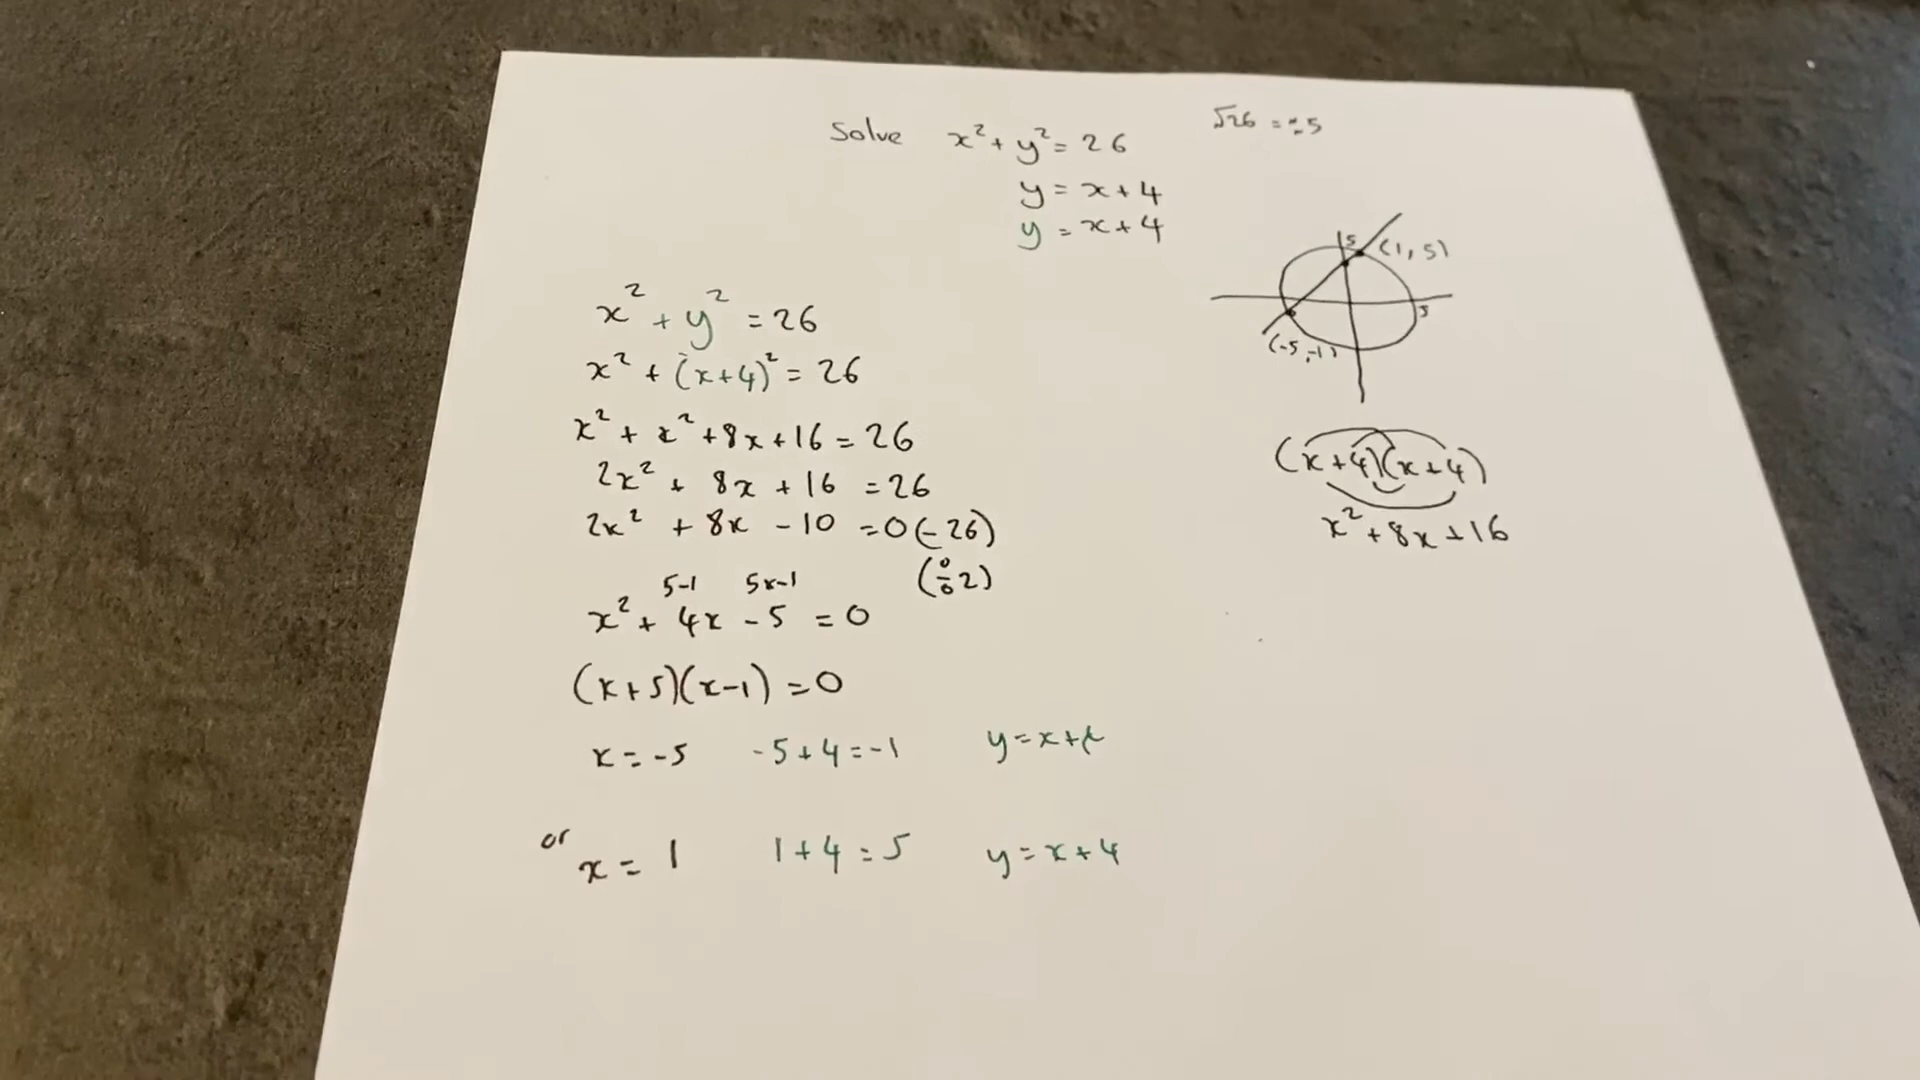 Solve x² + y² = 26
√26 = ±5
y = x + 4
y = x + 4
x² + y² = 26
x² + (x+4)² = 26
x² + x² + 8x + 16 = 26
2x² + 8x + 16 = 26
2x² + 8x - 10 = 0 (-26)
(÷2)
5-1 5x-1
x² + 4x - 5 = 0
(x+5)(x-1) = 0
x = -5 -5+4=-1 y=x+4
or x = 1 1+4=5 y=x+4
5
(1,5)
5
(-5,-1)
(x+4)(x+4)
x²+8x+16